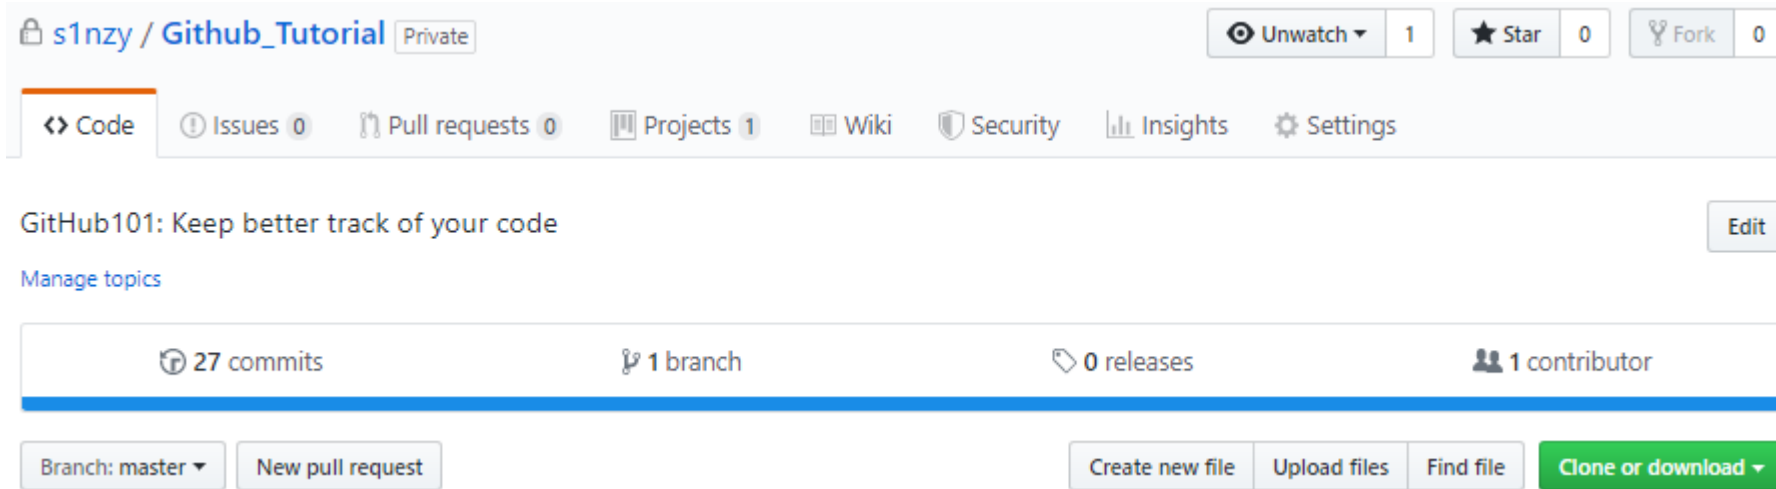 s1nzy / Github_Tutorial Private Unwatch 1 Star 0 Fork 0
Code Issues 0 Pull requests 0 Projects 1 Wiki Security Insights Settings
GitHub101: Keep better track of your code Edit
Manage topics
27 commits 1 branch 0 releases 1 contributor
Branch: master New pull request Create new file Upload files Find file Clone or download